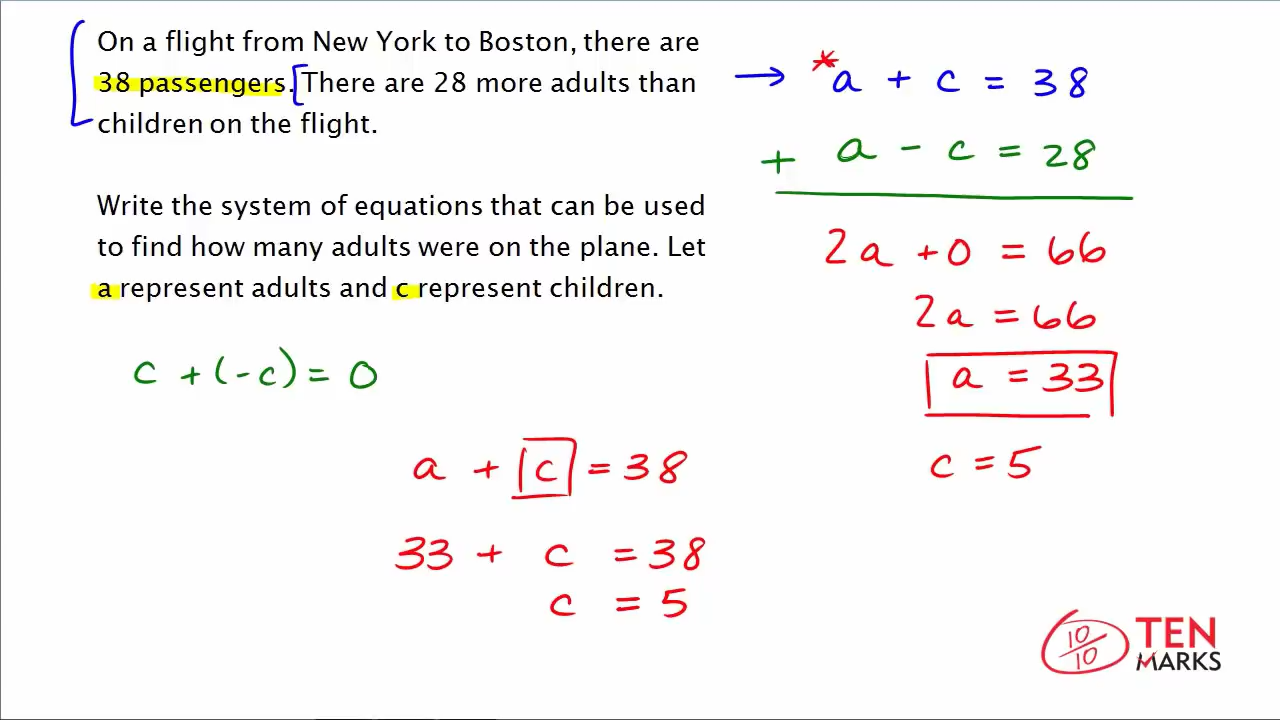 On a flight from New York to Boston, there are
38 passengers. There are 28 more adults than
children on the flight.
Write the system of equations that can be used
to find how many adults were on the plane. Let
a represent adults and c represent children.
c + (-c) = 0
a + c = 38
33 + c = 38
c = 5
→ *a + c = 38
+ a - c = 28
2a + 0 = 66
2a = 66
a = 33
c = 5
10/10
TEN
MARKS